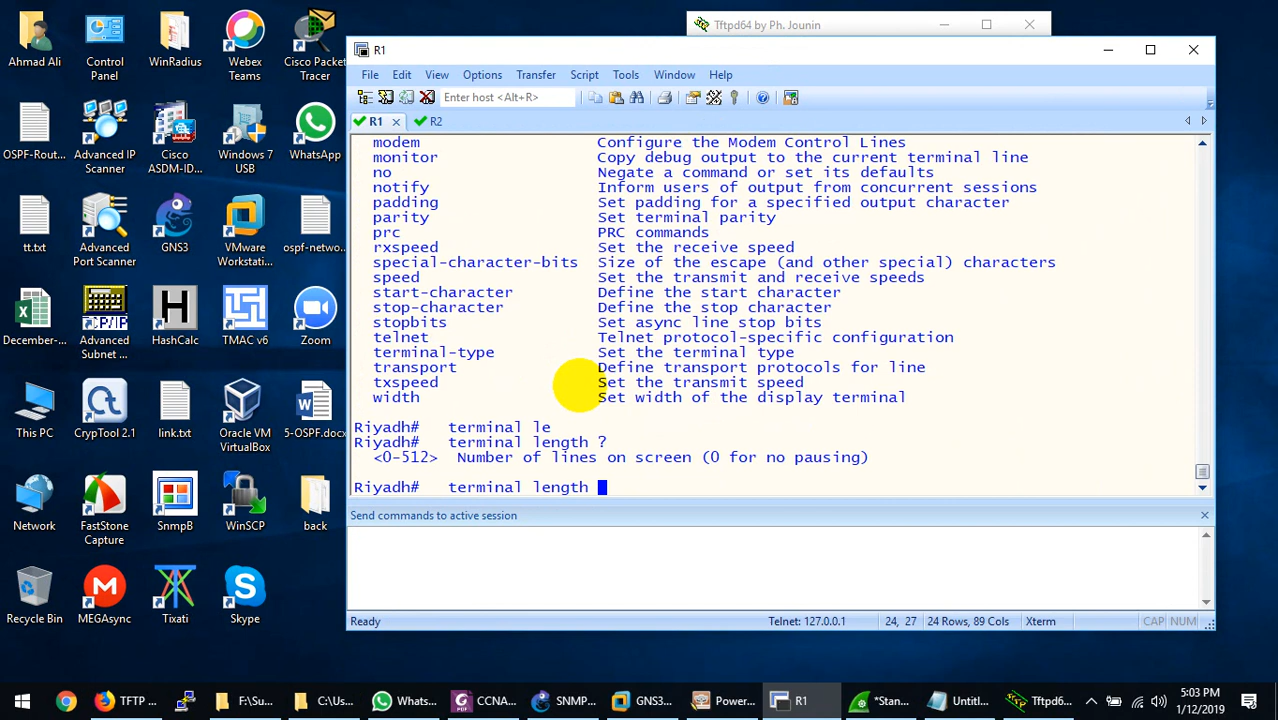 Ahmad Ali
Control Panel
WinRadius
Webex Teams
Cisco Packet Tracer
OSPF-Rout...
Advanced IP Scanner
Cisco ASDM-ID...
Windows 7 USB
WhatsApp
tt.txt
Advanced Port Scanner
GNS3
VMware Workstati...
ospf-netwo...
December-...
TCP/IP
Advanced Subnet ...
HashCalc
TMAC v6
Zoom
This PC
CrypTool 2.1
link.txt
Oracle VM VirtualBox
5-OSPF.docx
Network
FastStone Capture
SnmpB
WinSCP
back
Recycle Bin
MEGAsync
Tixati
Skype
Tftpd64 by Ph. Jounin
R1
File Edit View Options Transfer Script Tools Window Help
Enter host <Alt+R>
R1 R2
modem Configure the Modem Control Lines
monitor Copy debug output to the current terminal line
no Negate a command or set its defaults
notify Inform users of output from concurrent sessions
padding Set padding for a specified output character
parity Set terminal parity
prc PRC commands
rxspeed Set the receive speed
special-character-bits Size of the escape (and other special) characters
speed Set the transmit and receive speeds
start-character Define the start character
stop-character Define the stop character
stopbits Set async line stop bits
telnet Telnet protocol-specific configuration
terminal-type Set the terminal type
transport Define transport protocols for line
txspeed Set the transmit speed
width Set width of the display terminal
Riyadh# terminal le
Riyadh# terminal length ?
<0-512> Number of lines on screen (0 for no pausing)
Riyadh# terminal length
Send commands to active session
Ready Telnet: 127.0.0.1 24, 27 24 Rows, 89 Cols Xterm CAP NUM
TFTP ... F:\Su... C:\Us... Whats... CCNA... SNMP... GNS3... Power... R1 *Stan... Untitl... Tftpd6...
5:03 PM
1/12/2019